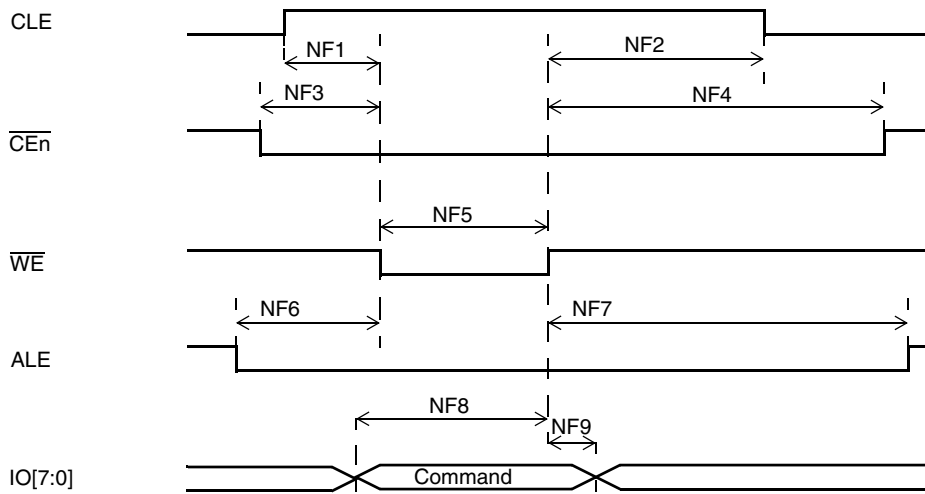 CLE
NF1
NF2
NF3
NF4
CEn
NF5
WE
NF6
NF7
ALE
NF8
NF9
IO[7:0]
Command